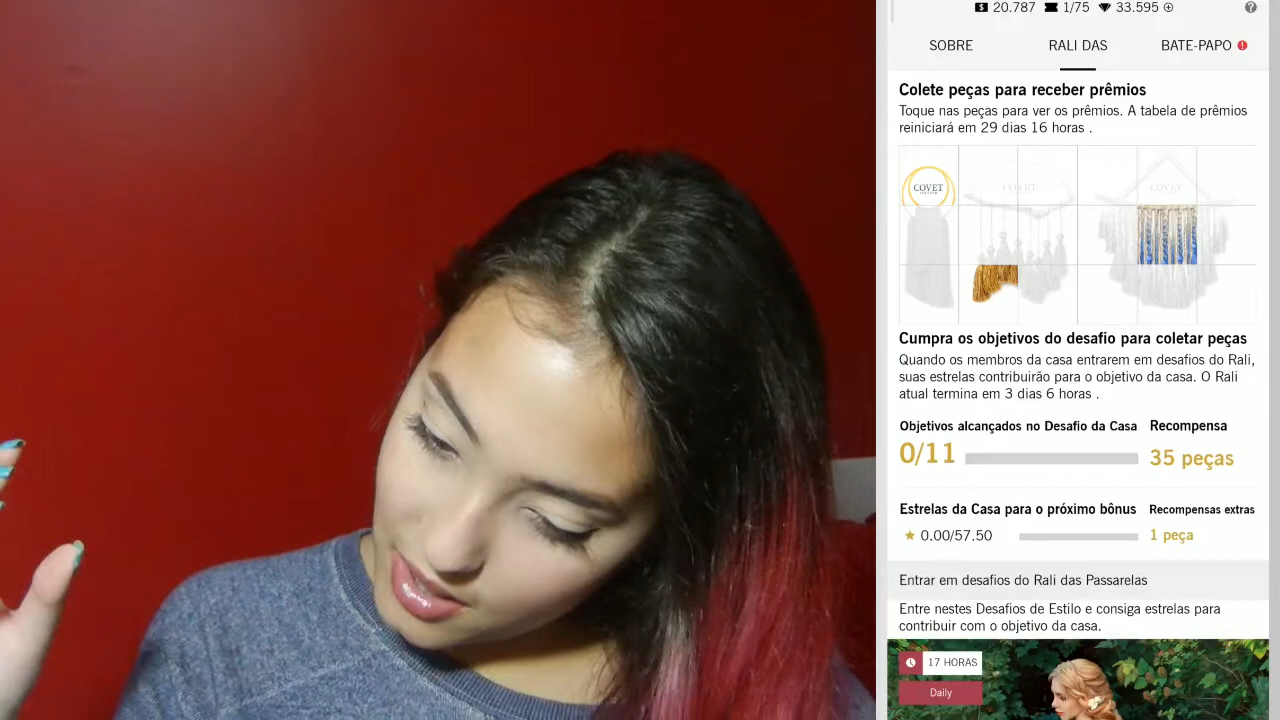 20.787 1/75 33.595
SOBRE RALI DAS BATE-PAPO
Colete peças para receber prêmios
Toque nas peças para ver os prêmios. A tabela de prêmios
reiniciará em 29 dias 16 horas .
COVET COVET COVET
FASHION
Cumpra os objetivos do desafio para coletar peças
Quando os membros da casa entrarem em desafios do Rali,
suas estrelas contribuirão para o objetivo da casa. O Rali
atual termina em 3 dias 6 horas .
Objetivos alcançados no Desafio da Casa Recompensa
0/11 35 peças
Estrelas da Casa para o próximo bônus Recompensas extras
0.00/57.50 1 peça
Entrar em desafios do Rali das Passarelas
Entre nestes Desafios de Estilo e consiga estrelas para
contribuir com o objetivo da casa.
17 HORAS
Daily